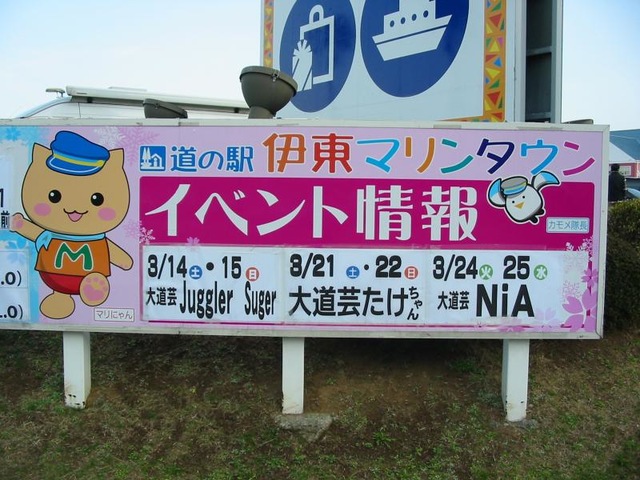 道の駅 伊東マリンタウン
イベント情報
カモメ隊長
M
マリにゃん
3/14土・15日
大道芸 Juggler Suger
3/21土・22日
大道芸たけちゃん
3/24火 25水
大道芸 NiA
前
.0)
.0)